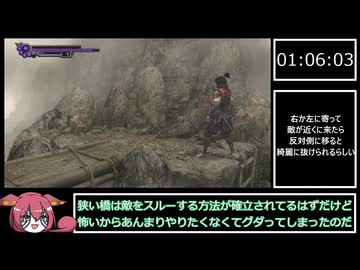 01:06:03
右か左に寄って
敵が近くに来たら
反対側に移ると
綺麗に抜けられるらしい
狭い橋は敵をスルーする方法が確立されてるはずだけど
怖いからあんまりやりたくなくてグダってしまったのだ